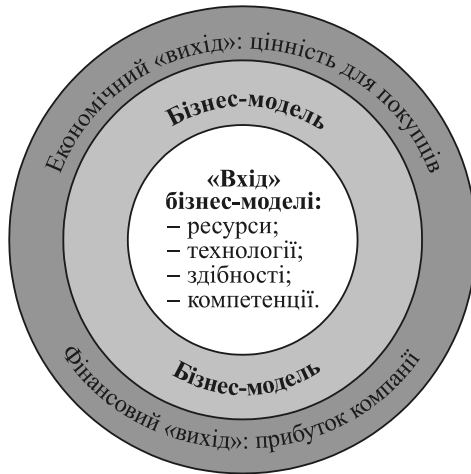 Економічний «вихід»: цінність для покупців
Бізнес-модель
«Вхід»
бізнес-моделі:
– ресурси;
– технології;
– здібності;
– компетенції.
Бізнес-модель
Фінансовий «вихід»: прибуток компанії